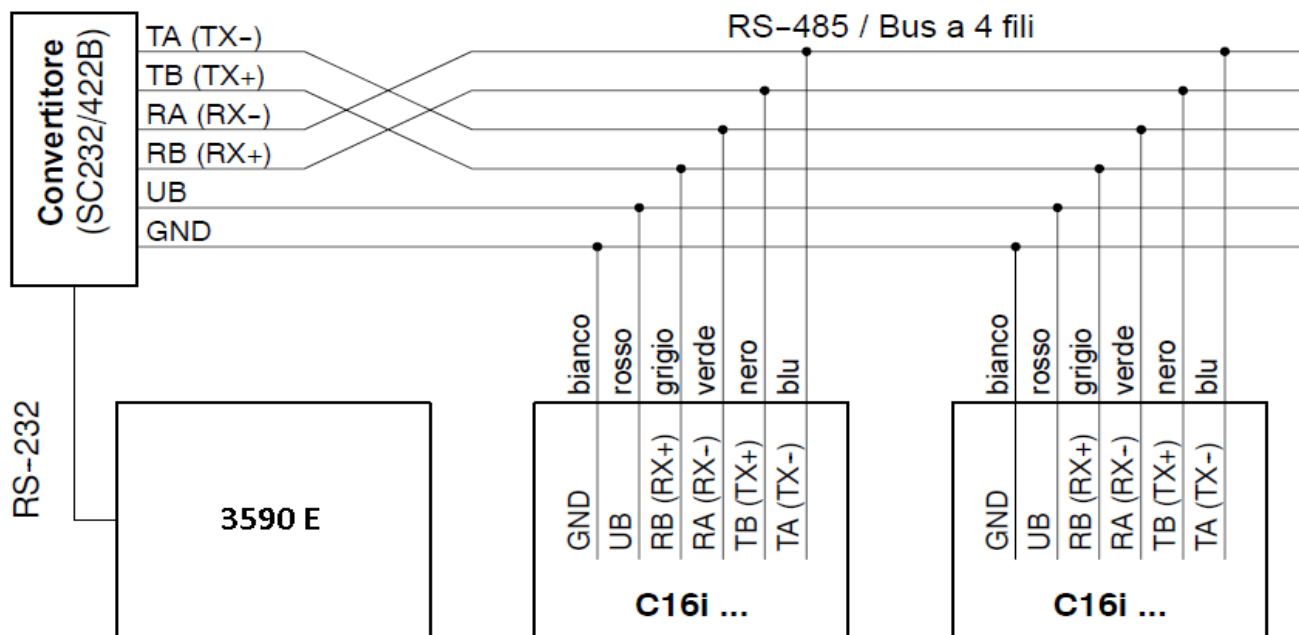 RS-485 / Bus a 4 fili
Convertitore
(SC232/422B)
TA (TX-)
TB (TX+)
RA (RX-)
RB (RX+)
UB
GND
RS-232
3590 E
bianco
rosso
grigio
verde
nero
blu
GND
UB
RB (RX+)
RA (RX-)
TB (TX+)
TA (TX-)
C16i ...
bianco
rosso
grigio
verde
nero
blu
GND
UB
RB (RX+)
RA (RX-)
TB (TX+)
TA (TX-)
C16i ...